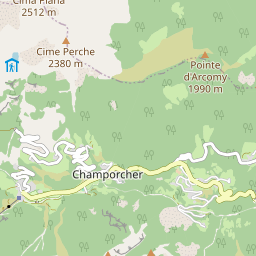 Cima Piana
2512 m
Cime Perche
2380 m
Pointe
d'Arcomy
1990 m
Champorcher